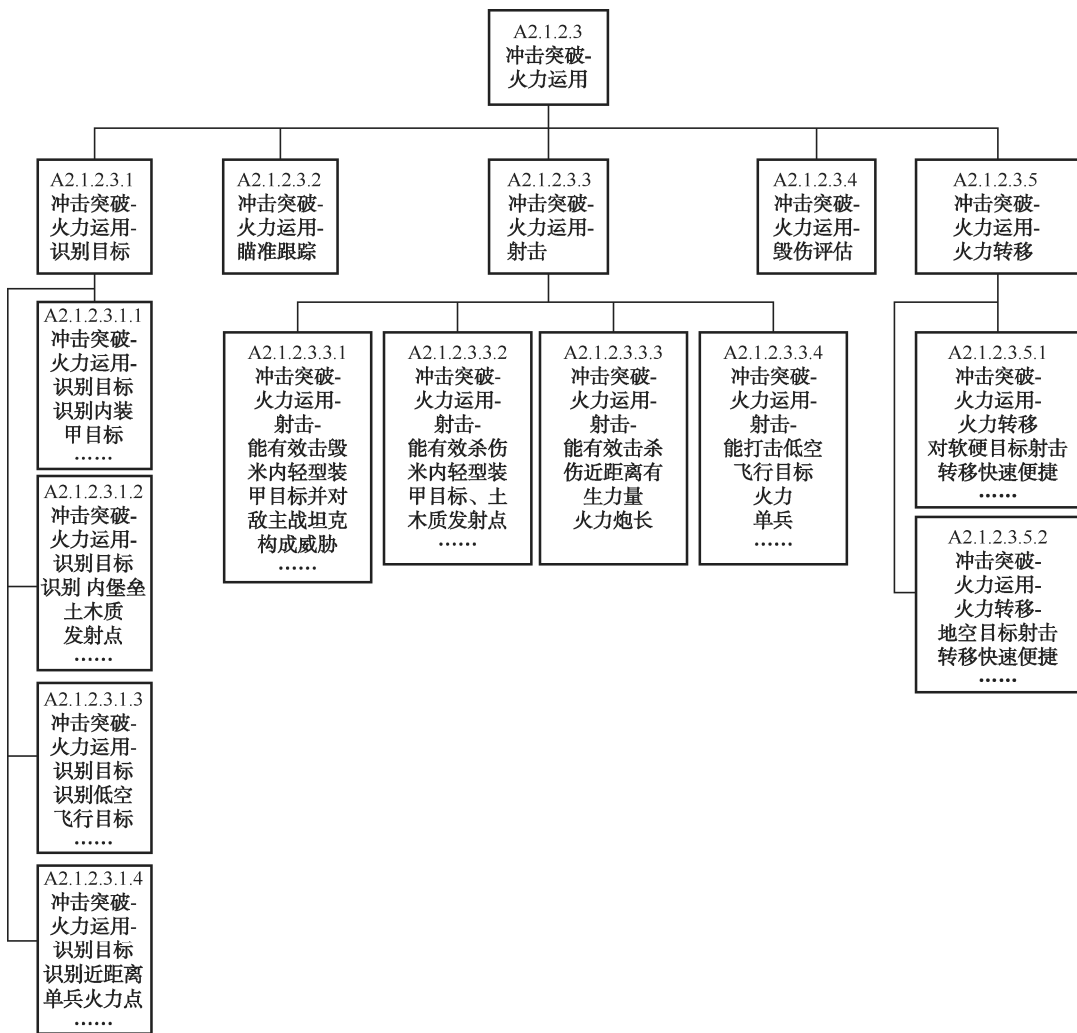 A2.1.2.3
冲击突破-
火力运用
A2.1.2.3.1
冲击突破-
火力运用-
识别目标
A2.1.2.3.2
冲击突破-
火力运用-
瞄准跟踪
A2.1.2.3.3
冲击突破-
火力运用-
射击
A2.1.2.3.4
冲击突破-
火力运用-
毁伤评估
A2.1.2.3.5
冲击突破-
火力运用-
火力转移
A2.1.2.3.1.1
冲击突破-
火力运用-
识别目标
识别内装
甲目标
……
A2.1.2.3.1.2
冲击突破-
火力运用-
识别目标
识别 内堡垒
土木质
发射点
……
A2.1.2.3.1.3
冲击突破-
火力运用-
识别目标
识别低空
飞行目标
……
A2.1.2.3.1.4
冲击突破-
火力运用-
识别目标
识别近距离
单兵火力点
……
A2.1.2.3.3.1
冲击突破-
火力运用-
射击-
能有效击毁
米内轻型装
甲目标并对
敌主战坦克
构成威胁
……
A2.1.2.3.3.2
冲击突破-
火力运用-
射击-
能有效杀伤
米内轻型装
甲目标、土
木质发射点
……
A2.1.2.3.3.3
冲击突破-
火力运用-
射击-
能有效击杀
伤近距离有
生力量
火力炮长
A2.1.2.3.3.4
冲击突破-
火力运用-
射击-
能打击低空
飞行目标
火力
单兵
……
A2.1.2.3.5.1
冲击突破-
火力运用-
火力转移
对软硬目标射击
转移快速便捷
……
A2.1.2.3.5.2
冲击突破-
火力运用-
火力转移-
地空目标射击
转移快速便捷
……